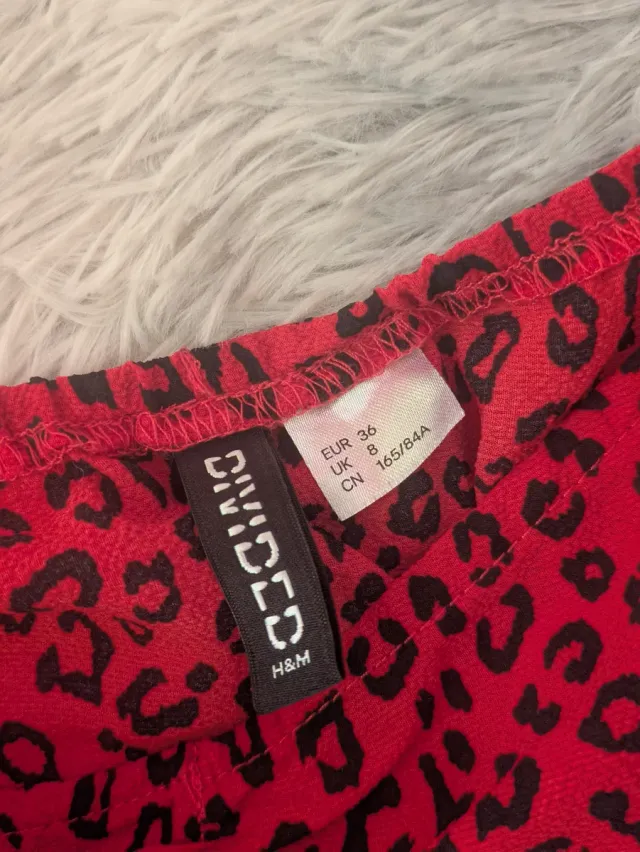 EUR 36
UK 8
CN 165/84A
DIVIDED
H&M